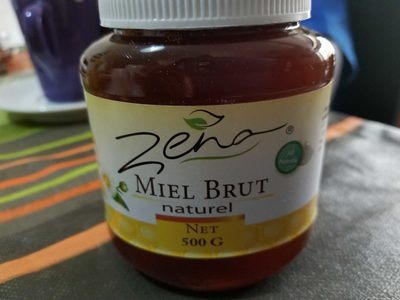 Zena ®
MIEL BRUT
naturel
NET
500 G